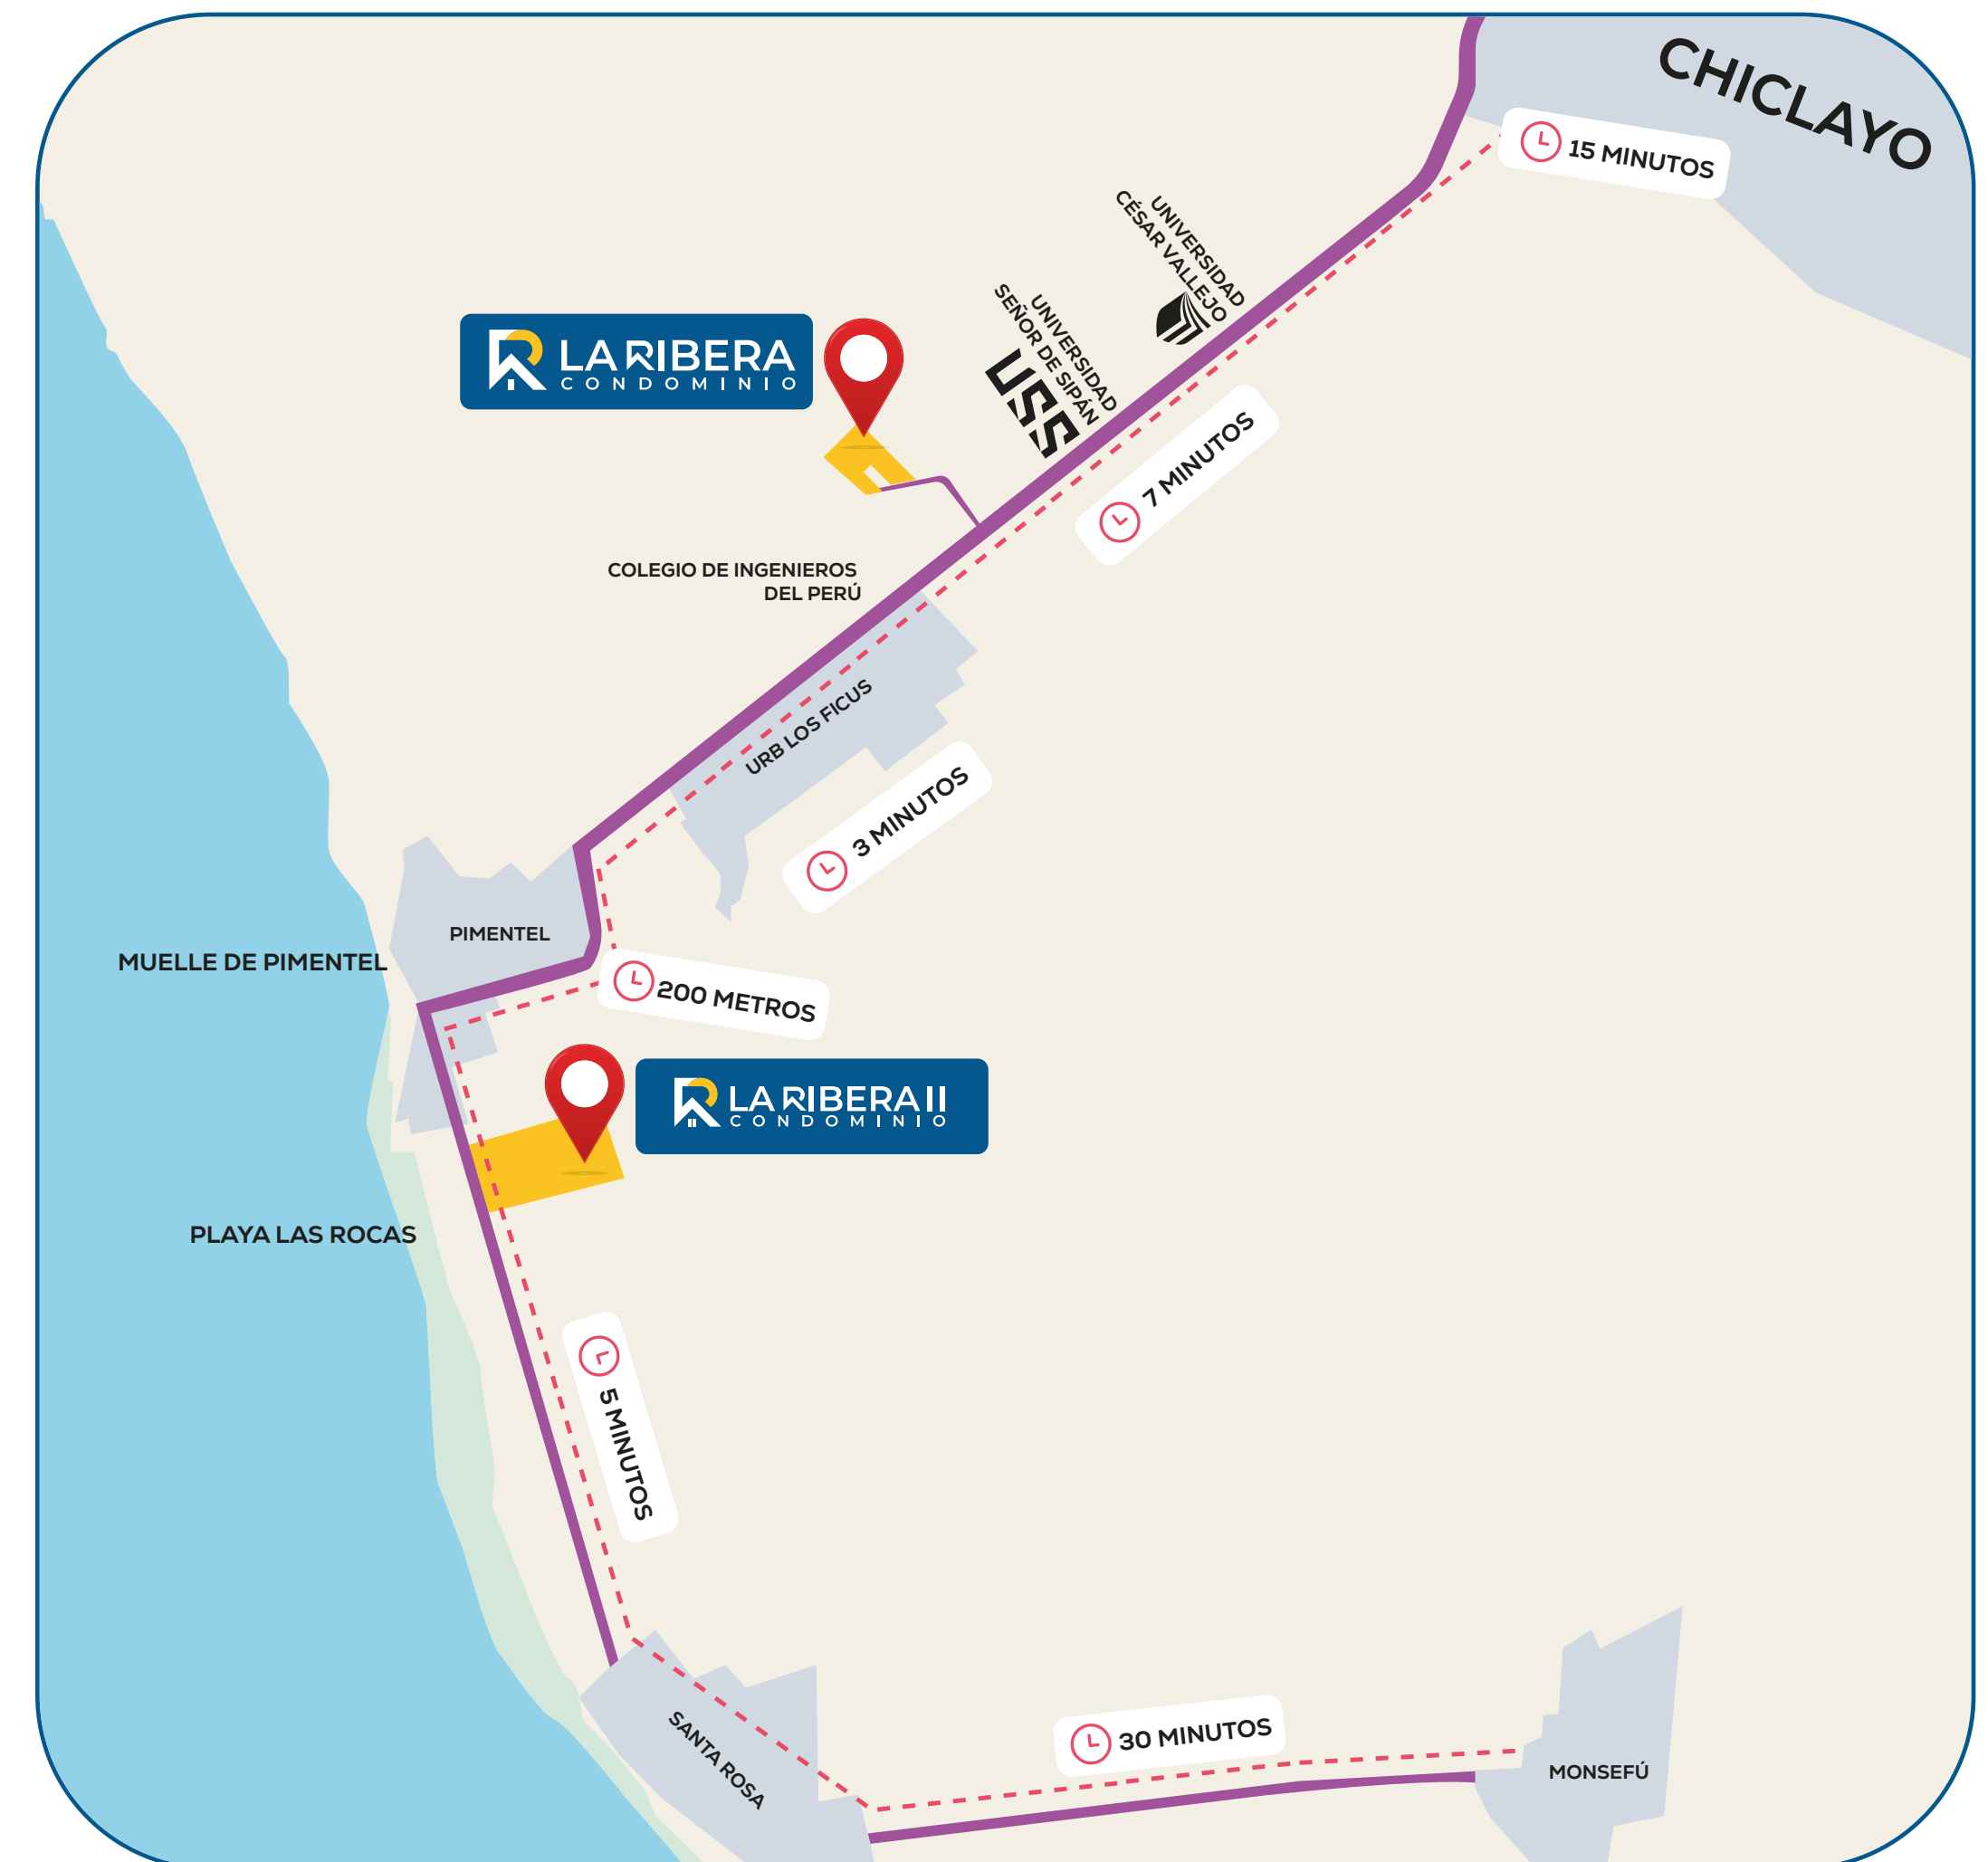 CHICLAYO
15 MINUTOS
UNIVERSIDAD
CÉSAR VALLEJO
UNIVERSIDAD
SEÑOR DE SIPÁN
USS
LA RIBERA
CONDOMINIO
7 MINUTOS
COLEGIO DE INGENIEROS
DEL PERÚ
URB LOS FICUS
3 MINUTOS
PIMENTEL
MUELLE DE PIMENTEL
200 METROS
LA RIBERA II
CONDOMINIO
PLAYA LAS ROCAS
5 MINUTOS
SANTA ROSA
30 MINUTOS
MONSEFÚ